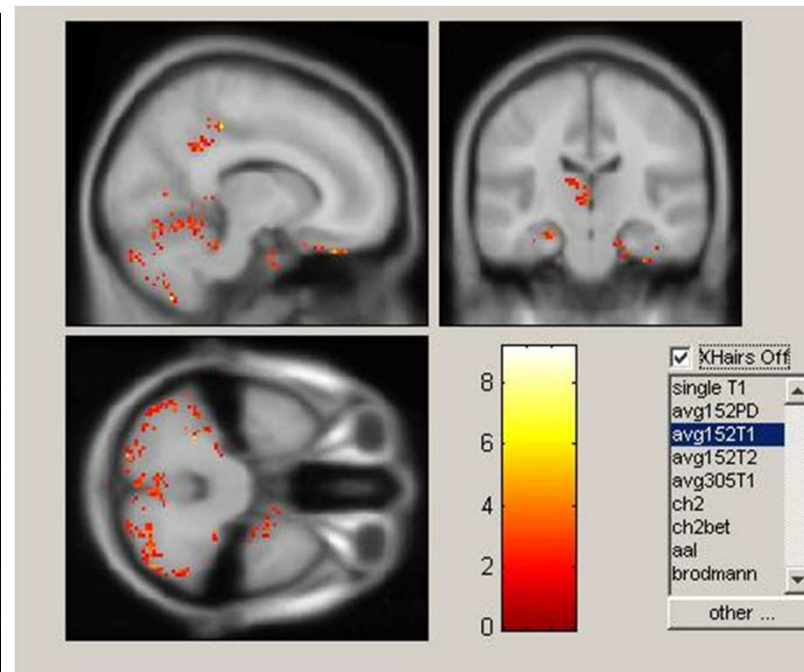 8
6
4
2
0
XHairs Off
single T1
avg152PD
avg152T1
avg152T2
avg305T1
ch2
ch2bet
aal
brodmann
other ...